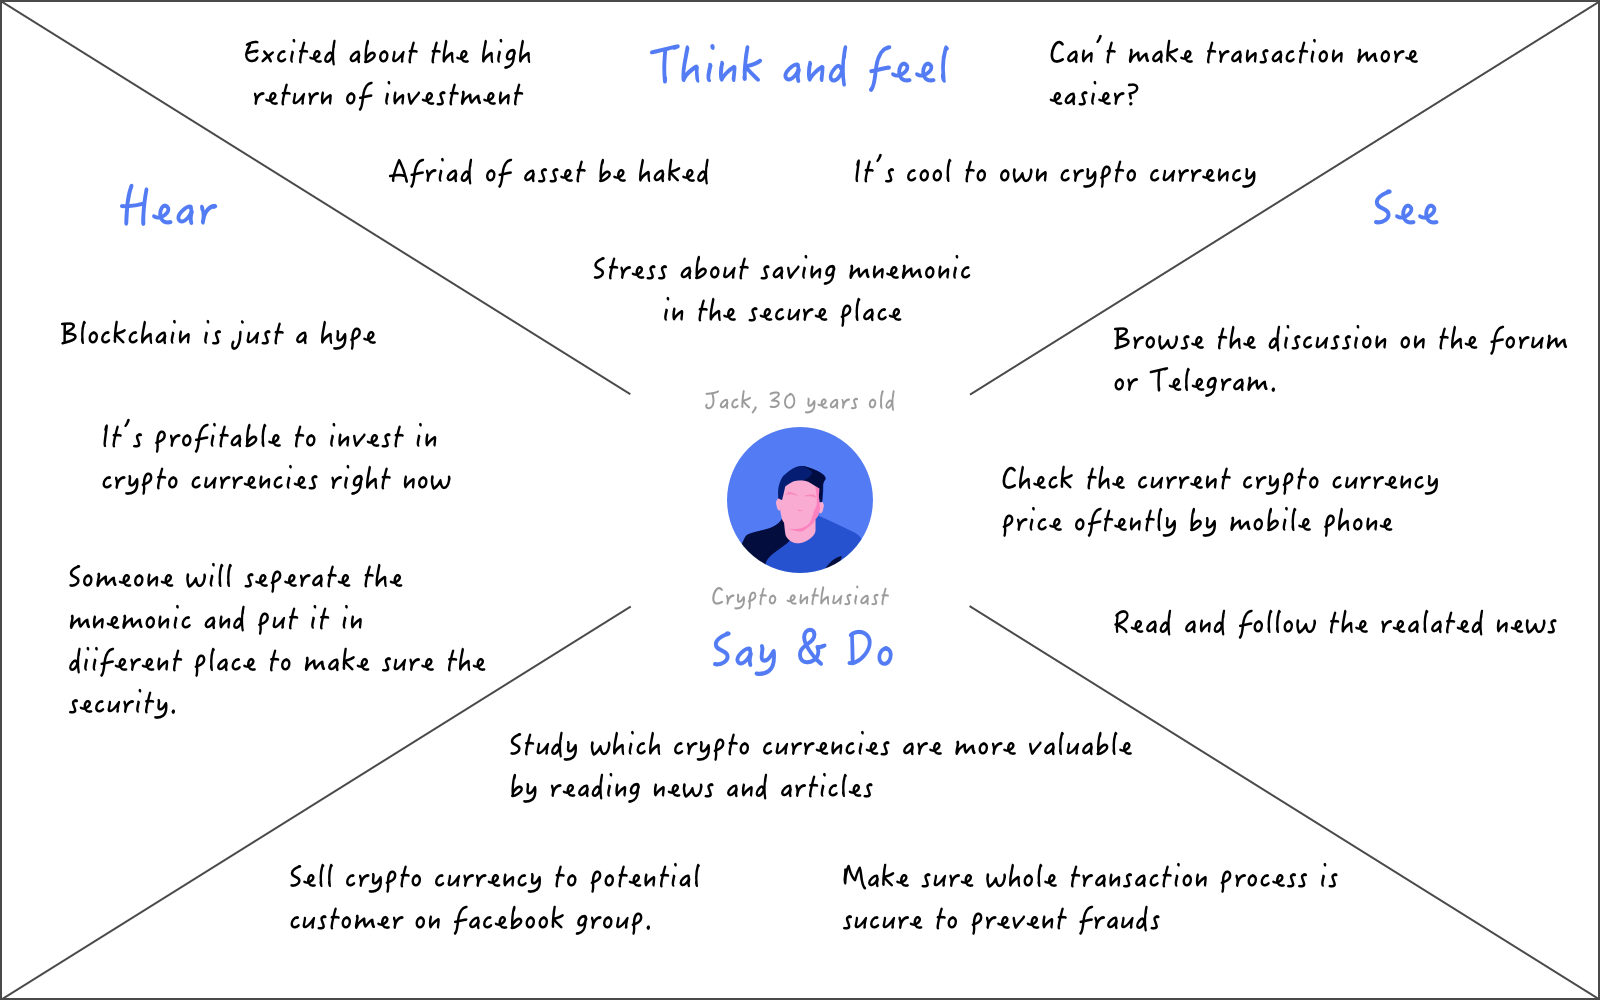 Think and feel
Excited about the high
return of investment
Can't make transaction more
easier?
Afriad of asset be haked
It's cool to own crypto currency
Stress about saving mnemonic
in the secure place
Hear
Blockchain is just a hype
It's profitable to invest in
crypto currencies right now
Someone will seperate the
mnemonic and put it in
diiferent place to make sure the
security.
See
Browse the discussion on the forum
or Telegram.
Check the current crypto currency
price oftently by mobile phone
Read and follow the realated news
Jack, 30 years old
Crypto enthusiast
Say & Do
Study which crypto currencies are more valuable
by reading news and articles
Sell crypto currency to potential
customer on facebook group.
Make sure whole transaction process is
sucure to prevent frauds